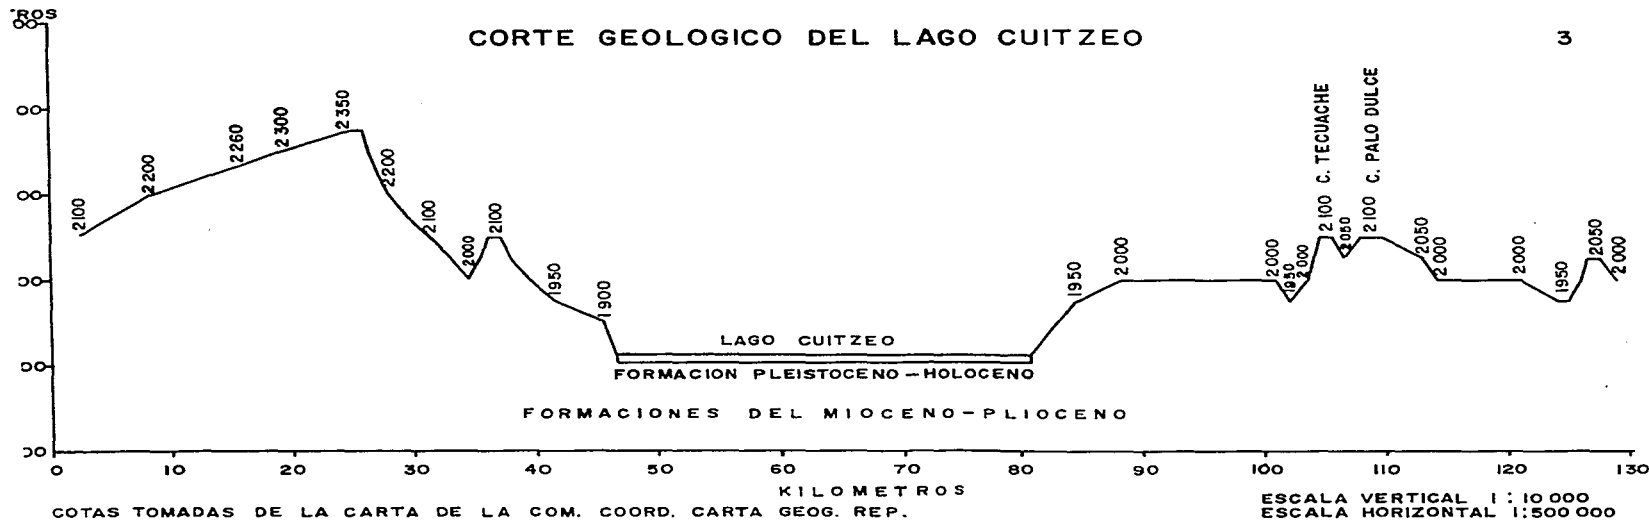 CORTE GEOLOGICO DEL LAGO CUITZEO
3
2100
2200
2260
2300
2350
2200
2100
2000
2100
1950
1900
1950
2000
2000
1950
2000
2100 C. TECUACHE
2050
2100 C. PALO DULCE
2050
2000
2000
1950
2050
2000
LAGO CUITZEO
FORMACION PLEISTOCENO-HOLOCENO
FORMACIONES DEL MIOCENO-PLIOCENO
0 10 20 30 40 50 60 70 80 90 100 110 120 130
KILOMETROS
COTAS TOMADAS DE LA CARTA DE LA COM. COORD. CARTA GEOG. REP.
ESCALA VERTICAL 1:10 000
ESCALA HORIZONTAL 1:500 000